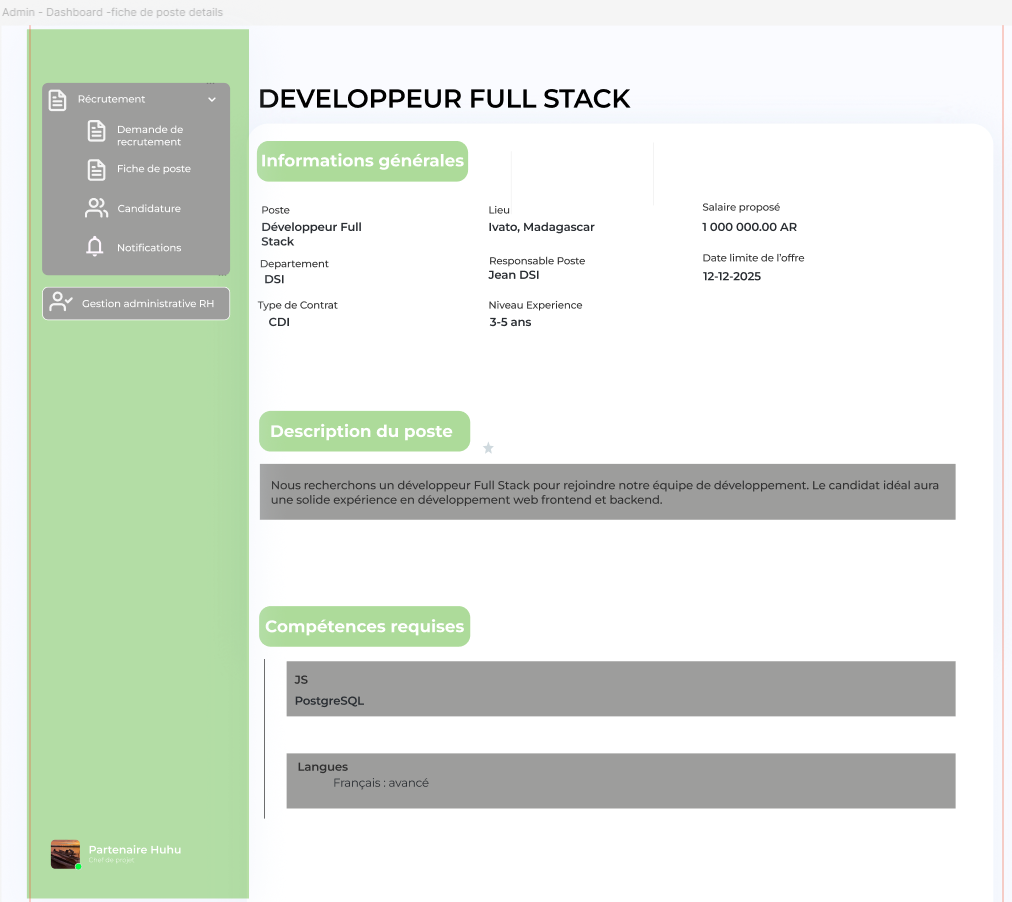 Admin - Dashboard -fiche de poste details
Récrutement
Demande de
recrutement
Fiche de poste
Candidature
Notifications
Gestion administrative RH
Partenaire Huhu
Chef de projet
DEVELOPPEUR FULL STACK
Informations générales
Poste
Développeur Full
Stack
Departement
DSI
Type de Contrat
CDI
Lieu
Ivato, Madagascar
Responsable Poste
Jean DSI
Niveau Experience
3-5 ans
Salaire proposé
1 000 000.00 AR
Date limite de l'offre
12-12-2025
Description du poste
Nous recherchons un développeur Full Stack pour rejoindre notre équipe de développement. Le candidat idéal aura
une solide expérience en développement web frontend et backend.
Compétences requises
JS
PostgreSQL
Langues
Français : avancé